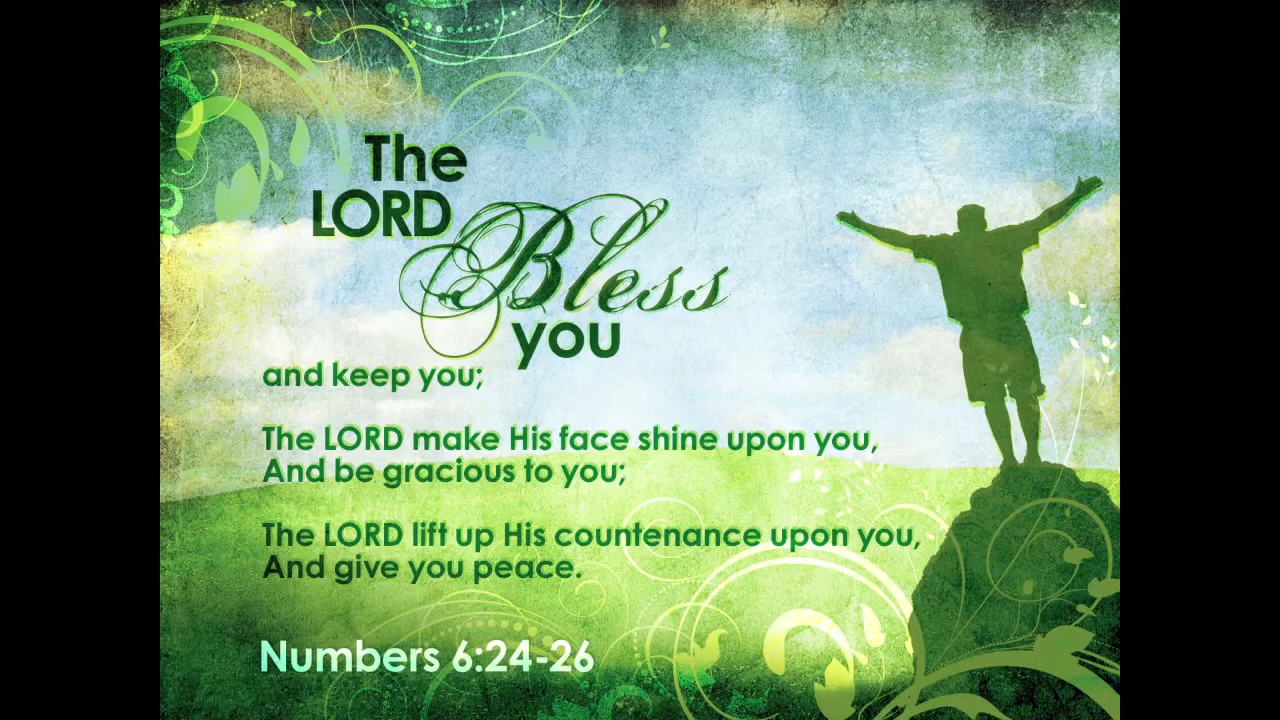 The
LORD
Bless
you
and keep you;
The LORD make His face shine upon you,
And be gracious to you;
The LORD lift up His countenance upon you,
And give you peace.
Numbers 6:24-26